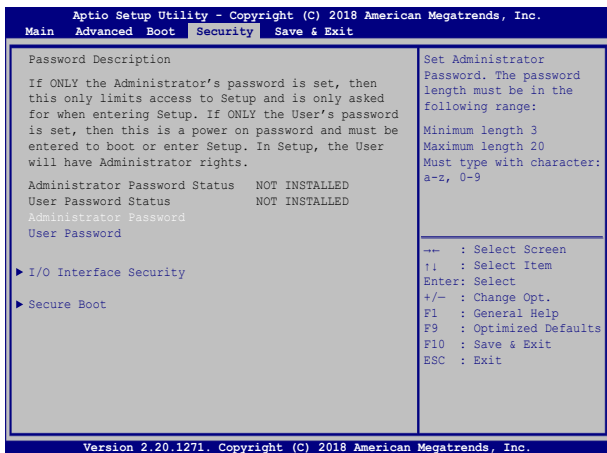 Aptio Setup Utility - Copyright (C) 2018 American Megatrends, Inc.
Main Advanced Boot Security Save & Exit
Password Description
If ONLY the Administrator's password is set, then
this only limits access to Setup and is only asked
for when entering Setup. If ONLY the User's password
is set, then this is a power on password and must be
entered to boot or enter Setup. In Setup, the User
will have Administrator rights.
Administrator Password Status NOT INSTALLED
User Password Status NOT INSTALLED
Administrator Password
User Password
▶ I/O Interface Security
▶ Secure Boot
Set Administrator
Password. The password
length must be in the
following range:
Minimum length 3
Maximum length 20
Must type with character:
a-z, 0-9
→← : Select Screen
↑↓ : Select Item
Enter: Select
+/— : Change Opt.
F1 : General Help
F9 : Optimized Defaults
F10 : Save & Exit
ESC : Exit
Version 2.20.1271. Copyright (C) 2018 American Megatrends, Inc.